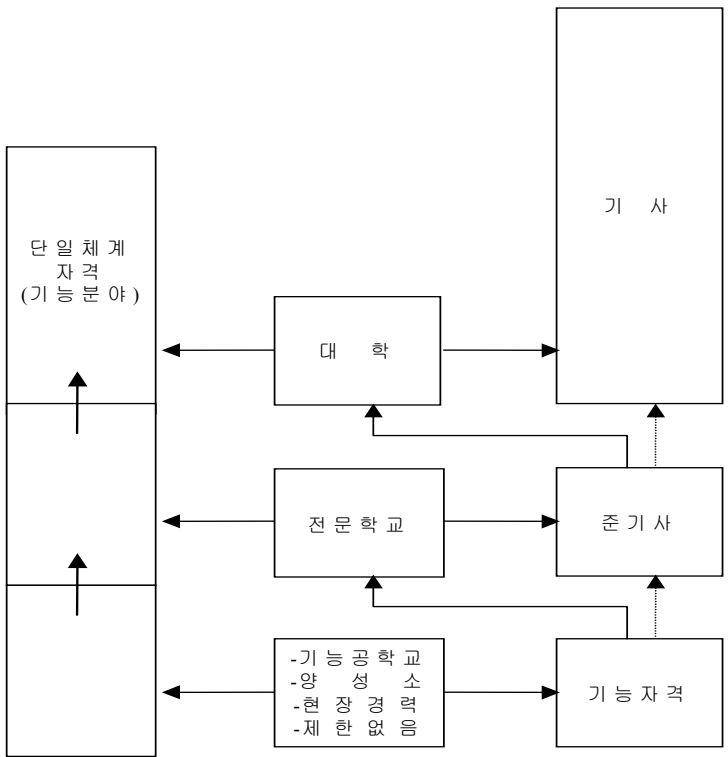 기 사
단일체계
자격
(기능분야)
대 학
전문학교
준기사
-기능공학교
-양 성 소
-현장경력
-제한없음
기능자격